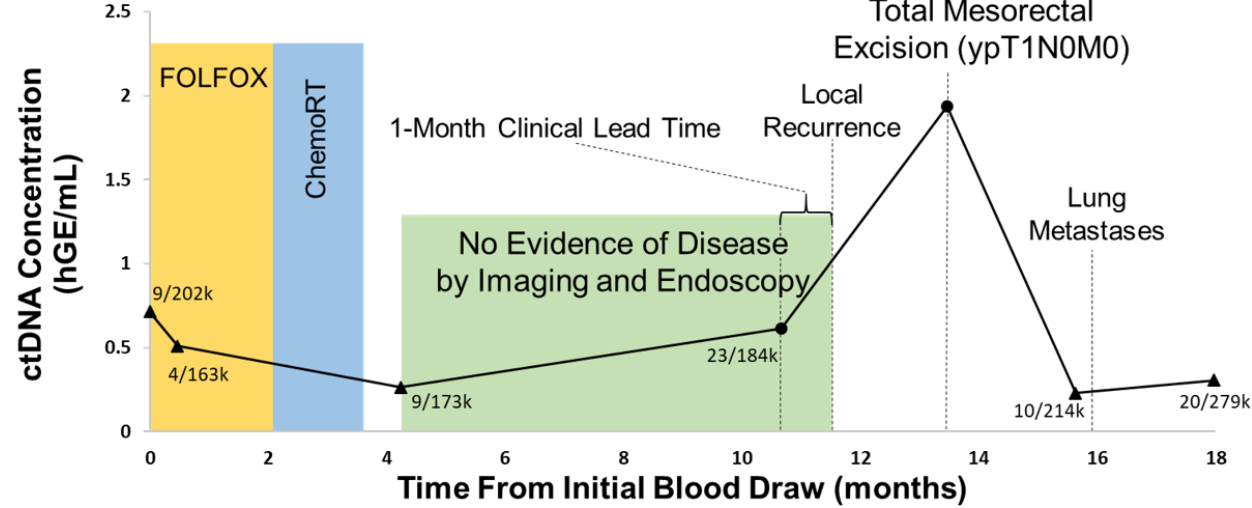 Total Mesorectal
Excision (ypT1N0M0)
FOLFOX
ChemoRT
1-Month Clinical Lead Time
Local
Recurrence
Lung
Metastases
No Evidence of Disease
by Imaging and Endoscopy
9/202k
4/163k
9/173k
23/184k
10/214k
20/279k
ctDNA Concentration
(hGE/mL)
2.5
2
1.5
1
0.5
0
0 2 4 6 8 10 12 14 16 18
Time From Initial Blood Draw (months)